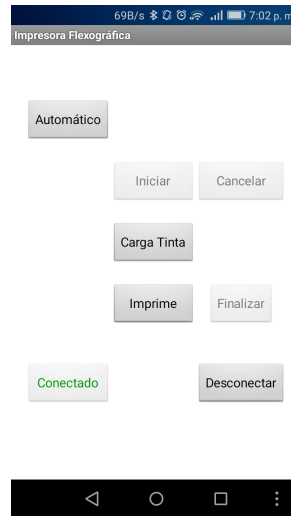 69B/s 7:02 p. m
Impresora Flexográfica
Automático
Iniciar Cancelar
Carga Tinta
Imprime Finalizar
Conectado Desconectar